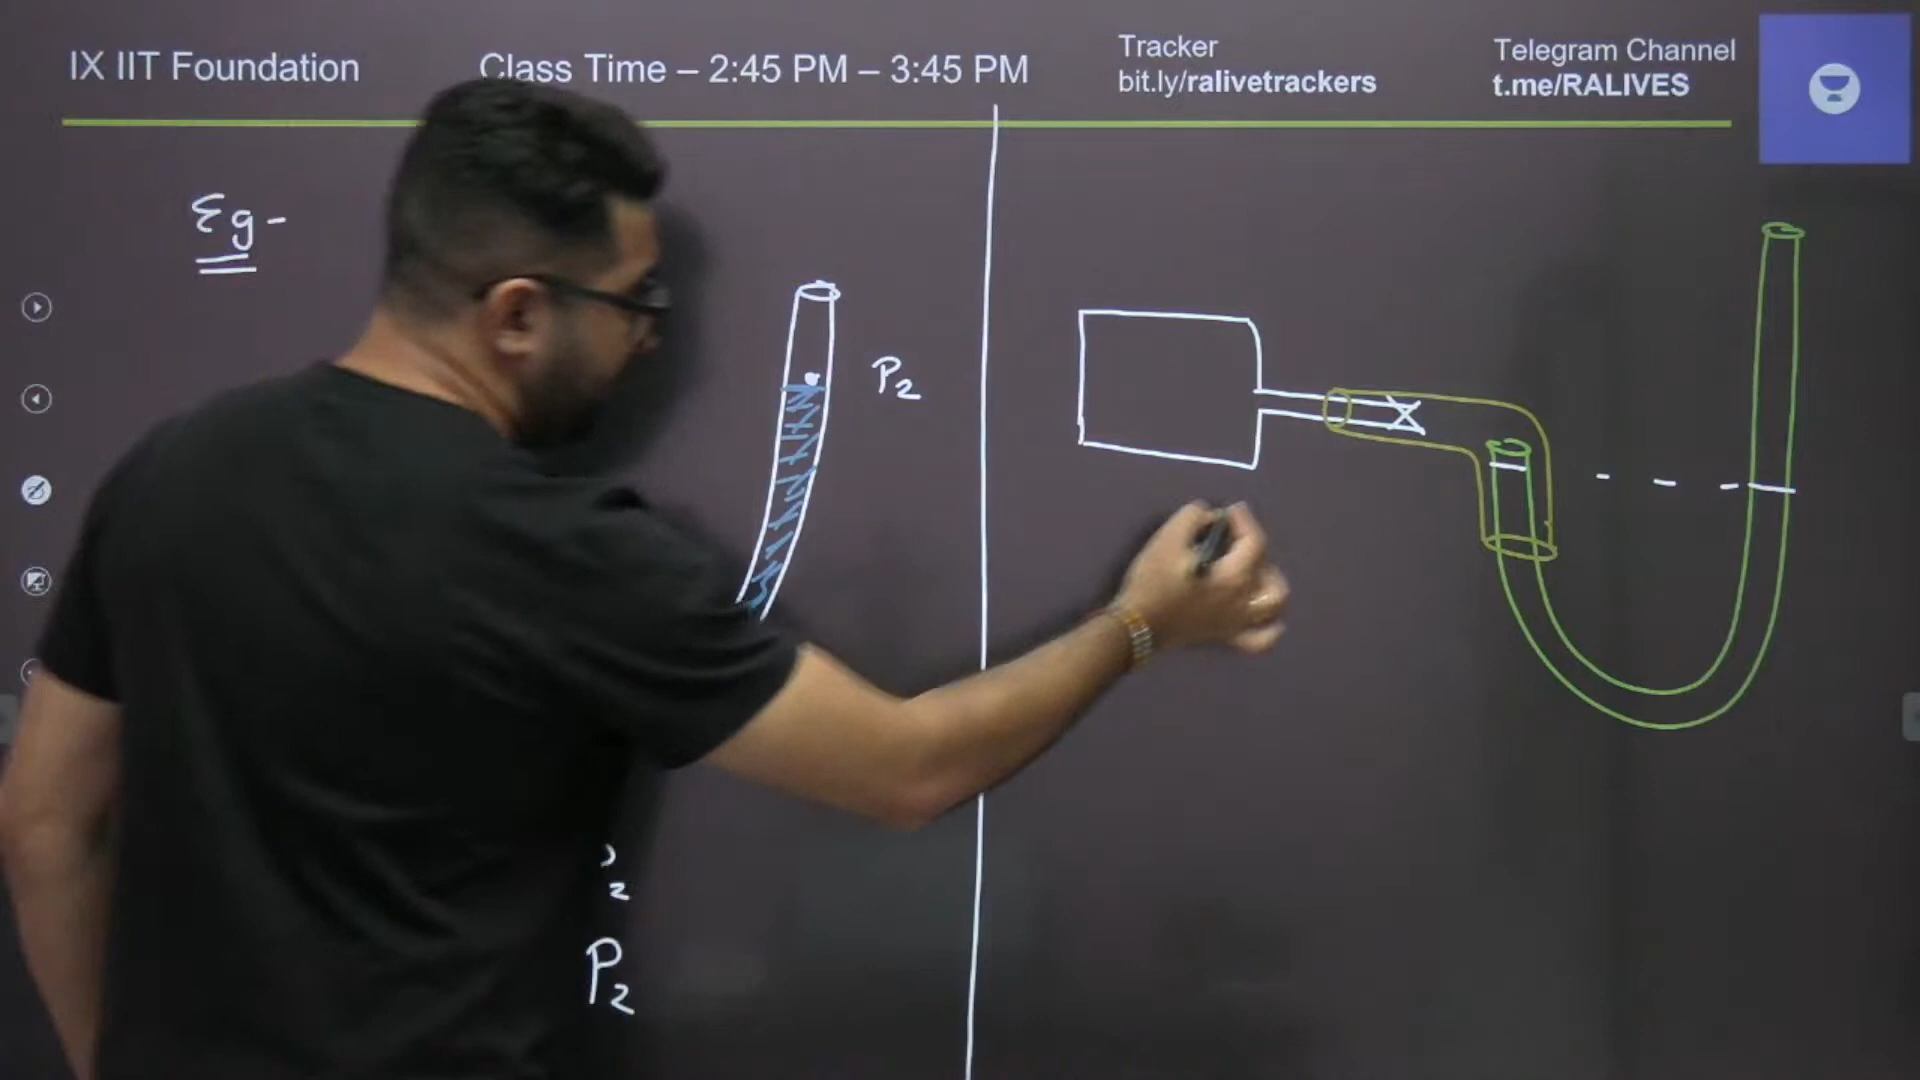 IX IIT Foundation
Class Time – 2:45 PM – 3:45 PM
Tracker
bit.ly/ralivetrackers
Telegram Channel
t.me/RALIVES
Eg-
P2
2
P2